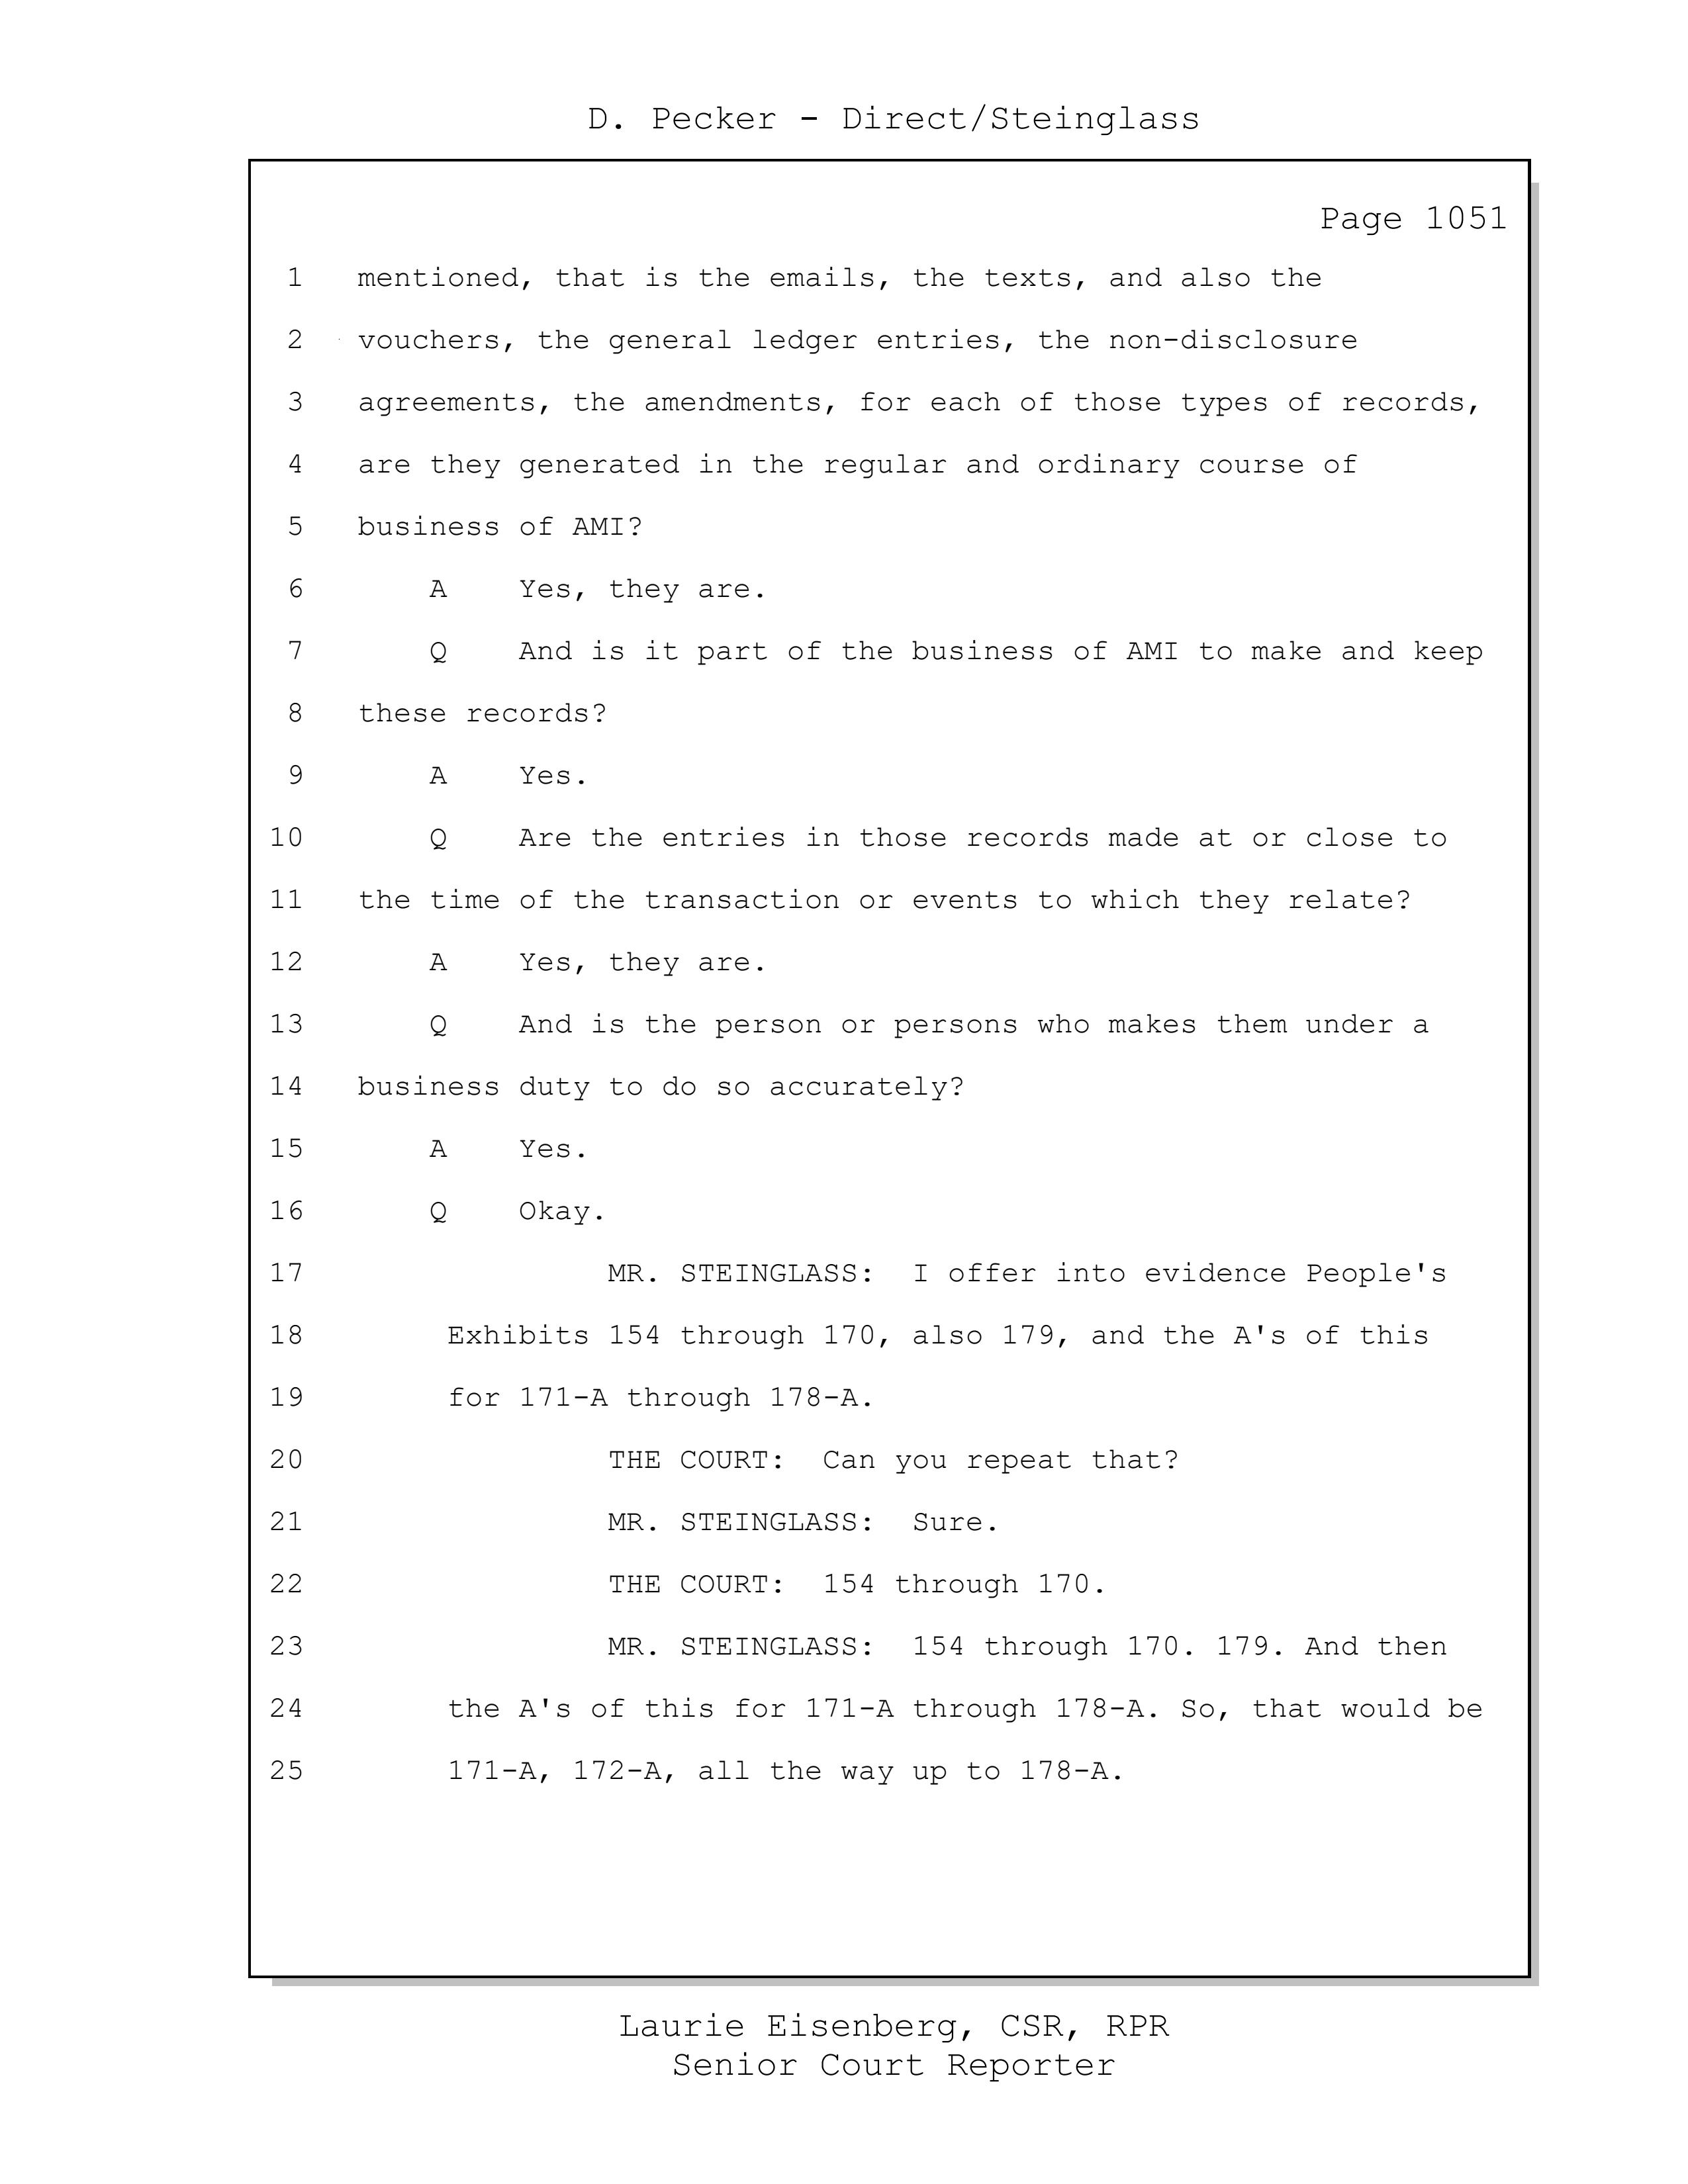 D. Pecker - Direct/Steinglass
Page 1051
1 mentioned, that is the emails, the texts, and also the
2 vouchers, the general ledger entries, the non-disclosure
3 agreements, the amendments, for each of those types of records,
4 are they generated in the regular and ordinary course of
5 business of AMI?
6 A Yes, they are.
7 Q And is it part of the business of AMI to make and keep
8 these records?
9 A Yes.
10 Q Are the entries in those records made at or close to
11 the time of the transaction or events to which they relate?
12 A Yes, they are.
13 Q And is the person or persons who makes them under a
14 business duty to do so accurately?
15 A Yes.
16 Q Okay.
17 MR. STEINGLASS: I offer into evidence People's
18 Exhibits 154 through 170, also 179, and the A's of this
19 for 171-A through 178-A.
20 THE COURT: Can you repeat that?
21 MR. STEINGLASS: Sure.
22 THE COURT: 154 through 170.
23 MR. STEINGLASS: 154 through 170. 179. And then
24 the A's of this for 171-A through 178-A. So, that would be
25 171-A, 172-A, all the way up to 178-A.
Laurie Eisenberg, CSR, RPR
Senior Court Reporter